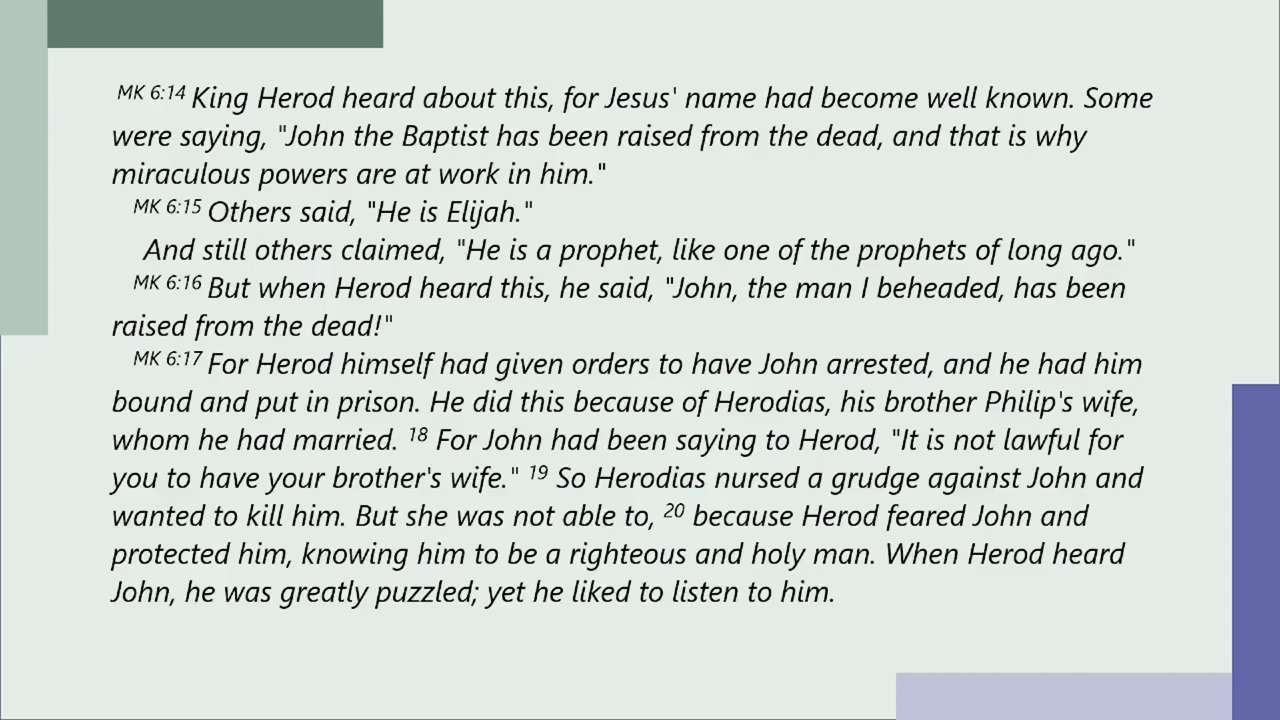 MK 6:14 King Herod heard about this, for Jesus' name had become well known. Some
were saying, "John the Baptist has been raised from the dead, and that is why
miraculous powers are at work in him."
MK 6:15 Others said, "He is Elijah."
And still others claimed, "He is a prophet, like one of the prophets of long ago."
MK 6:16 But when Herod heard this, he said, "John, the man I beheaded, has been
raised from the dead!"
MK 6:17 For Herod himself had given orders to have John arrested, and he had him
bound and put in prison. He did this because of Herodias, his brother Philip's wife,
whom he had married. 18 For John had been saying to Herod, "It is not lawful for
you to have your brother's wife." 19 So Herodias nursed a grudge against John and
wanted to kill him. But she was not able to, 20 because Herod feared John and
protected him, knowing him to be a righteous and holy man. When Herod heard
John, he was greatly puzzled; yet he liked to listen to him.